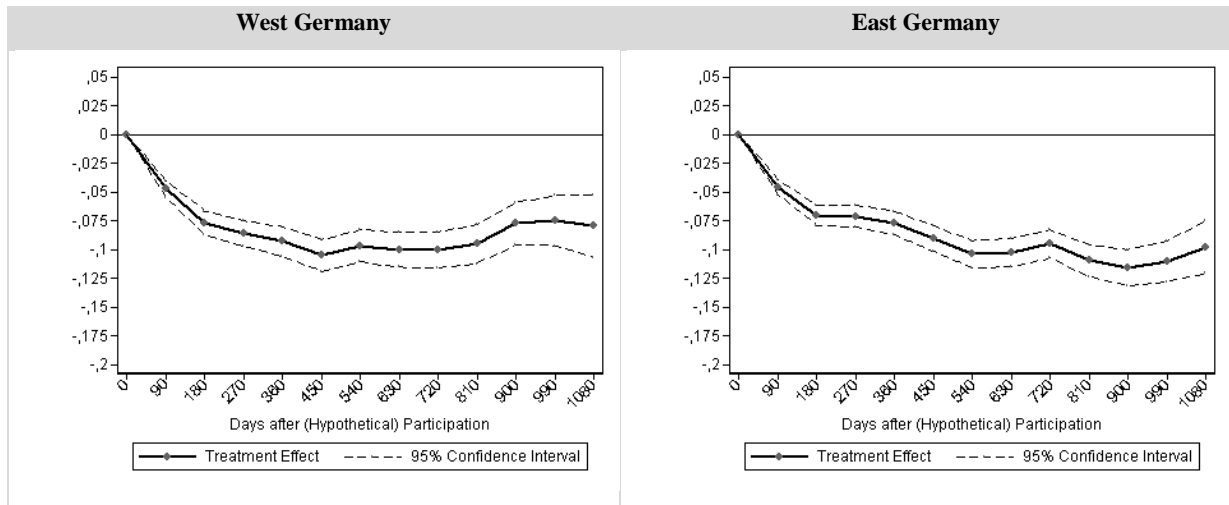 West Germany
,05
,025
0
-,025
-,05
-,075
-,1
-,125
-,15
-,175
-,2
0 90 180 270 360 450 540 630 720 810 900 990 1080
Days after (Hypothetical) Participation
Treatment Effect 95% Confidence Interval
East Germany
,05
,025
0
-,025
-,05
-,075
-,1
-,125
-,15
-,175
-,2
0 90 180 270 360 450 540 630 720 810 900 990 1080
Days after (Hypothetical) Participation
Treatment Effect 95% Confidence Interval